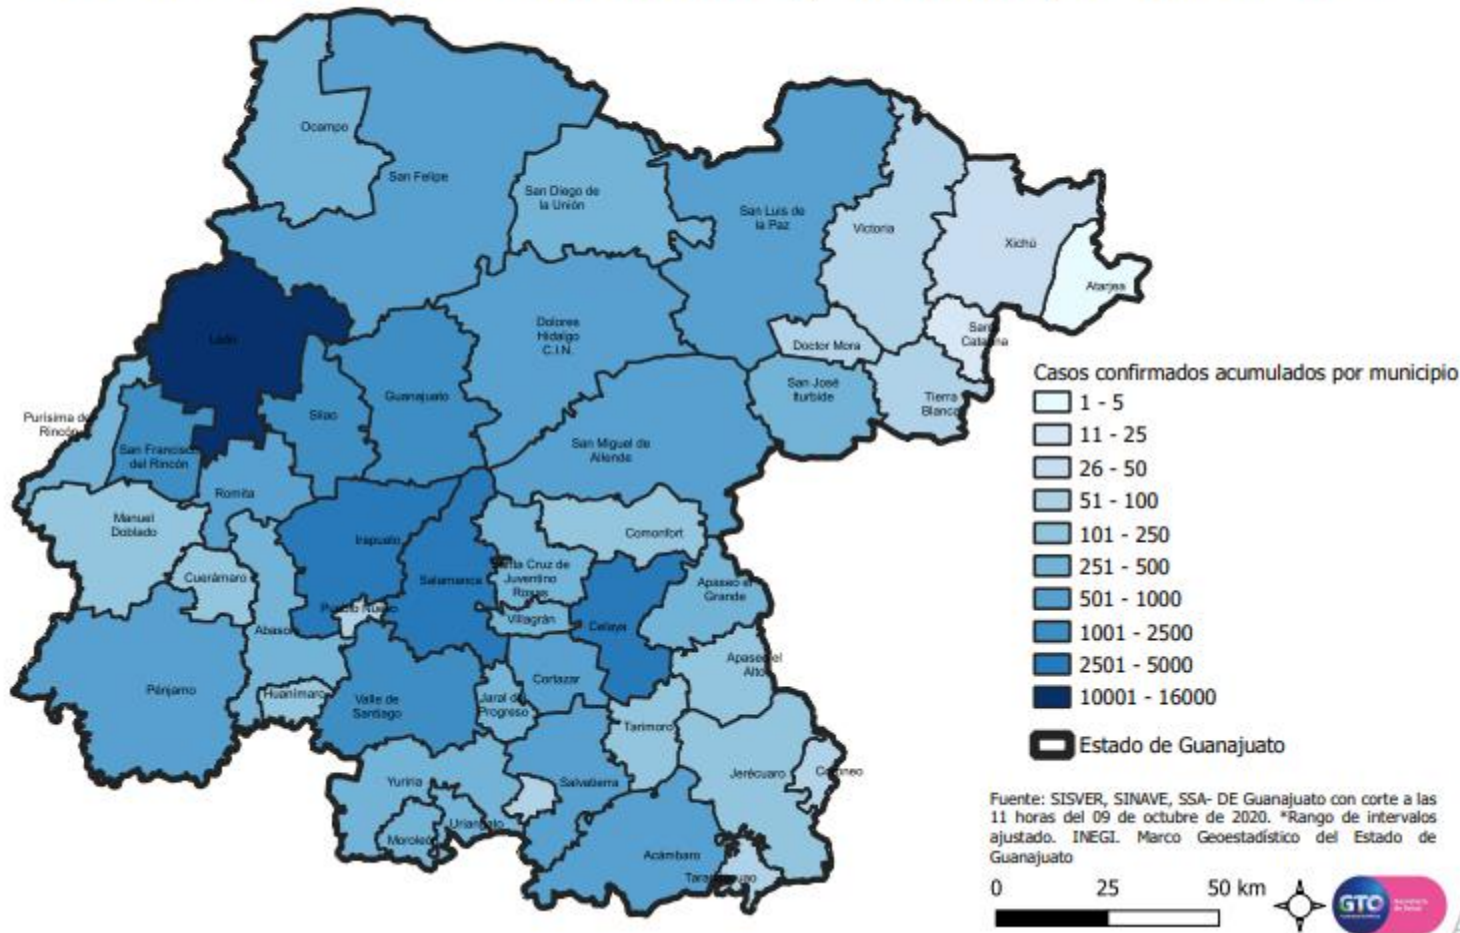 Ocampo
San Felipe
San Diego de
la Unión
San Luis de
la Paz
Victoria
Xichú
Atarjea
León
Dolores
Hidalgo
C.I.N.
Doctor Mora
Santa
Catarina
San José
Iturbide
Tierra
Blanca
Guanajuato
Silao
Purísima del
Rincón
San Francisco
del Rincón
San Miguel de
Allende
Romita
Manuel
Doblado
Irapuato
Comonfort
Cuerámaro
Salamanca
Santa Cruz de
Juventino
Rosas
Apaseo el
Grande
Pueblo Nuevo
Villagrán
Celaya
Abasolo
Apaseo el
Alto
Pénjamo
Huanímaro
Valle de
Santiago
Cortazar
Jaral del
Progreso
Tarimoro
Jerécuaro
Coroneo
Yuriria
Salvatierra
Uriangato
Moroleón
Acámbaro
Tarandacuao
Casos confirmados acumulados por municipio
1 - 5
11 - 25
26 - 50
51 - 100
101 - 250
251 - 500
501 - 1000
1001 - 2500
2501 - 5000
10001 - 16000
Estado de Guanajuato
Fuente: SISVER, SINAVE, SSA- DE Guanajuato con corte a las
11 horas del 09 de octubre de 2020. *Rango de intervalos
ajustado. INEGI. Marco Geoestadístico del Estado de
Guanajuato
0 25 50 km
GTO